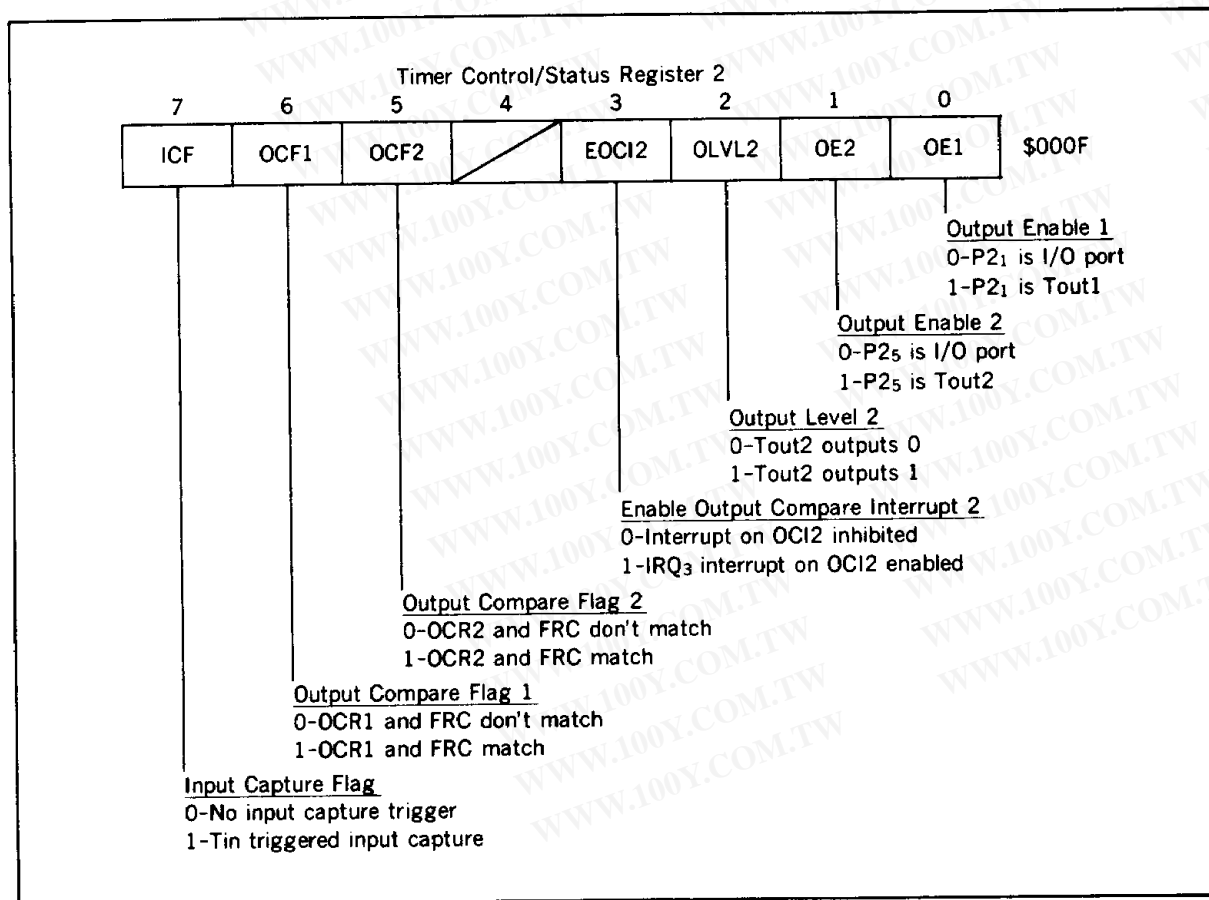 Timer Control/Status Register 2
7 6 5 4 3 2 1 0
ICF OCF1 OCF2 EOCI2 OLVL2 OE2 OE1 $000F
Output Enable 1
0-P2₁ is I/O port
1-P2₁ is Tout1
Output Enable 2
0-P2₅ is I/O port
1-P2₅ is Tout2
Output Level 2
0-Tout2 outputs 0
1-Tout2 outputs 1
Enable Output Compare Interrupt 2
0-Interrupt on OCI2 inhibited
1-IRQ₃ interrupt on OCI2 enabled
Output Compare Flag 2
0-OCR2 and FRC don't match
1-OCR2 and FRC match
Output Compare Flag 1
0-OCR1 and FRC don't match
1-OCR1 and FRC match
Input Capture Flag
0-No input capture trigger
1-Tin triggered input capture
WWW.100Y.COM.TW